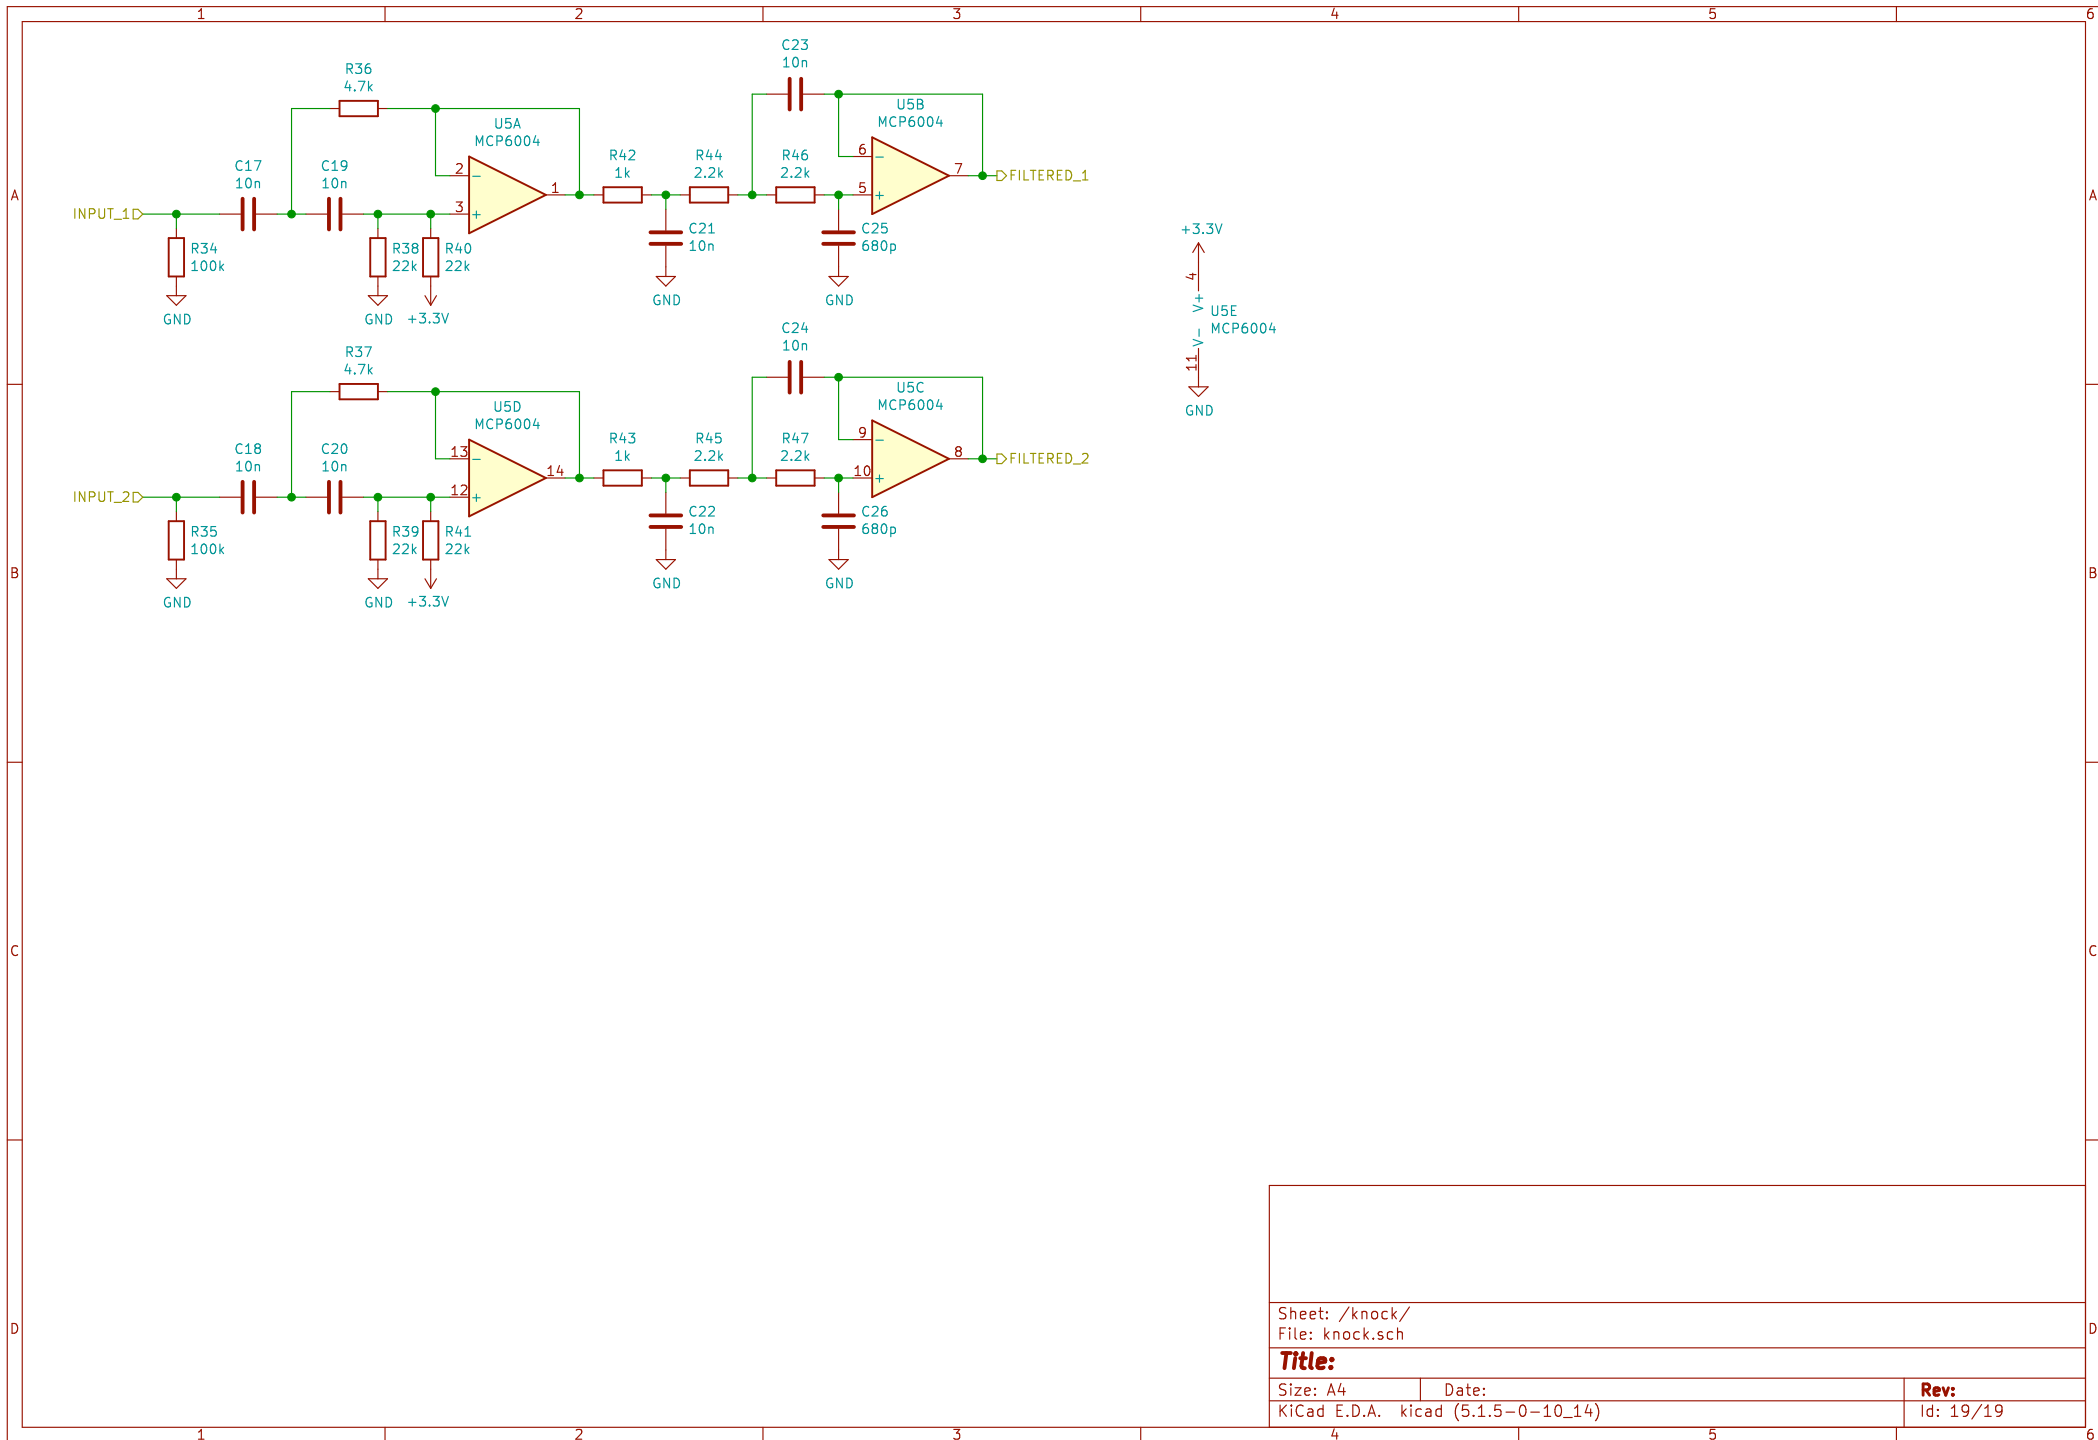 1 2 3 4 5 6
C23
10n
R36
4.7k
U5B
MCP6004
U5A
MCP6004
6
7
FILTERED_1
5
R42
1k
R44
2.2k
R46
2.2k
C17
10n
C19
10n
2
1
3
A
A
INPUT_1
R34
100k
R38
22k
R40
22k
C21
10n
C25
680p
GND
GND
+3.3V
GND
GND
+3.3V
4
V+
U5E
MCP6004
V-
11
GND
C24
10n
R37
4.7k
U5C
MCP6004
U5D
MCP6004
9
8
FILTERED_2
10
R43
1k
R45
2.2k
R47
2.2k
C18
10n
C20
10n
13
14
12
INPUT_2
R35
100k
R39
22k
R41
22k
C22
10n
C26
680p
B
B
GND
GND
+3.3V
GND
GND
C
C
D
D
Sheet: /knock/
File: knock.sch
Title:
Size: A4
Date:
Rev:
KiCad E.D.A. kicad (5.1.5-0-10_14)
Id: 19/19
1 2 3 4 5 6